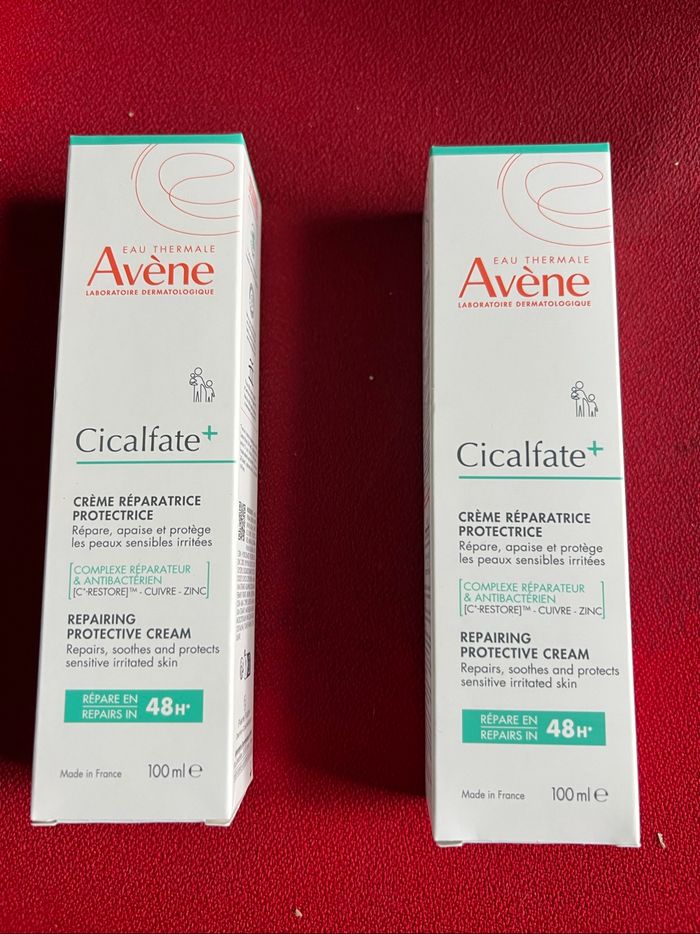 EAU THERMALE
Avène
LABORATOIRE DERMATOLOGIQUE
Cicalfate+
CRÈME RÉPARATRICE
PROTECTRICE
Répare, apaise et protège
les peaux sensibles irritées
COMPLEXE RÉPARATEUR
& ANTIBACTÉRIEN
[C+-RESTORE]™ - CUIVRE - ZINC
REPAIRING
PROTECTIVE CREAM
Repairs, soothes and protects
sensitive irritated skin
RÉPARE EN
REPAIRS IN 48H*
Made in France 100 ml e
EAU THERMALE
Avène
LABORATOIRE DERMATOLOGIQUE
Cicalfate+
CRÈME RÉPARATRICE
PROTECTRICE
Répare, apaise et protège
les peaux sensibles irritées
COMPLEXE RÉPARATEUR
& ANTIBACTÉRIEN
[C+-RESTORE]™ - CUIVRE - ZINC
REPAIRING
PROTECTIVE CREAM
Repairs, soothes and protects
sensitive irritated skin
RÉPARE EN
REPAIRS IN 48H*
Made in France 100 ml e